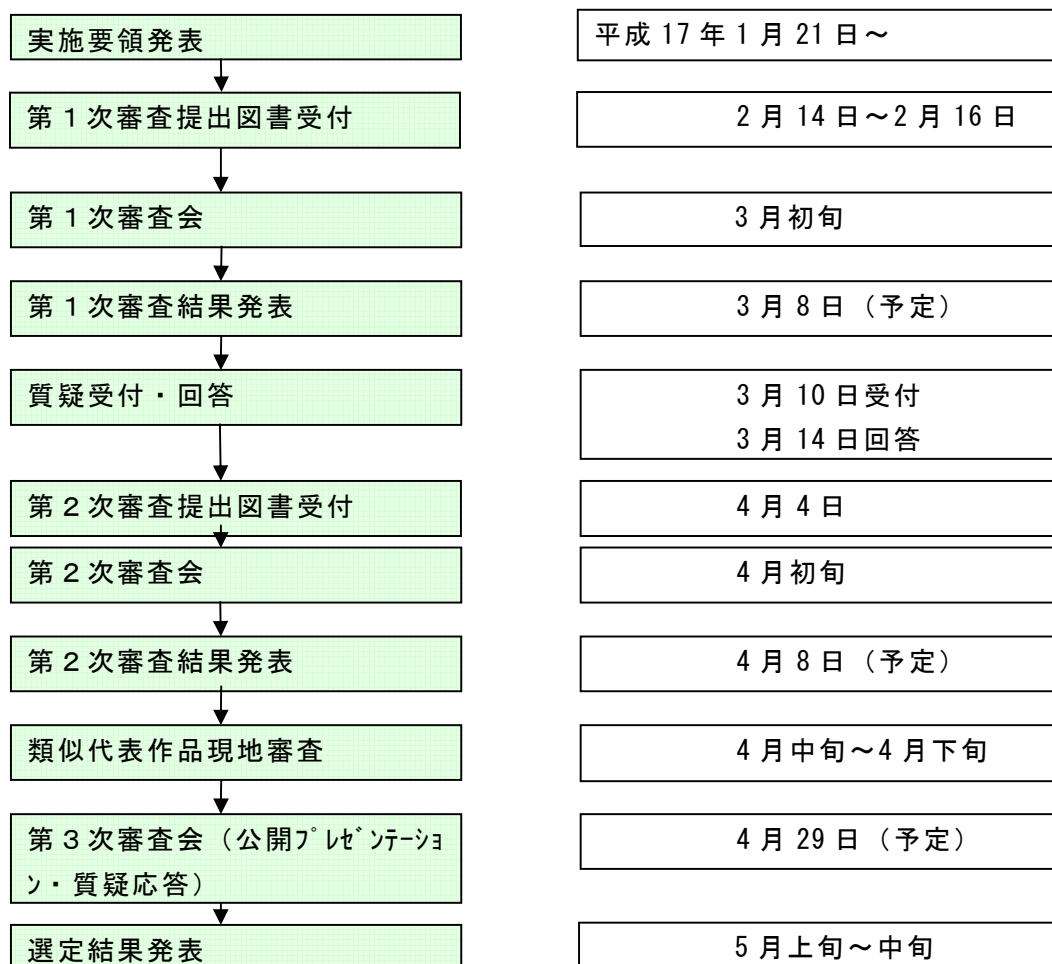 実施要領発表
平成 17 年 1 月 21 日～
第１次審査提出図書受付
2 月 14 日～2 月 16 日
第１次審査会
3 月初旬
第１次審査結果発表
3 月 8 日（予定）
質疑受付・回答
3 月 10 日受付
3 月 14 日回答
第２次審査提出図書受付
4 月 4 日
第２次審査会
4 月初旬
第２次審査結果発表
4 月 8 日（予定）
類似代表作品現地審査
4 月中旬～4 月下旬
第３次審査会（公開ﾌﾟﾚｾﾞﾝﾃｰｼｮ
ﾝ・質疑応答）
4 月 29 日（予定）
選定結果発表
5 月上旬～中旬